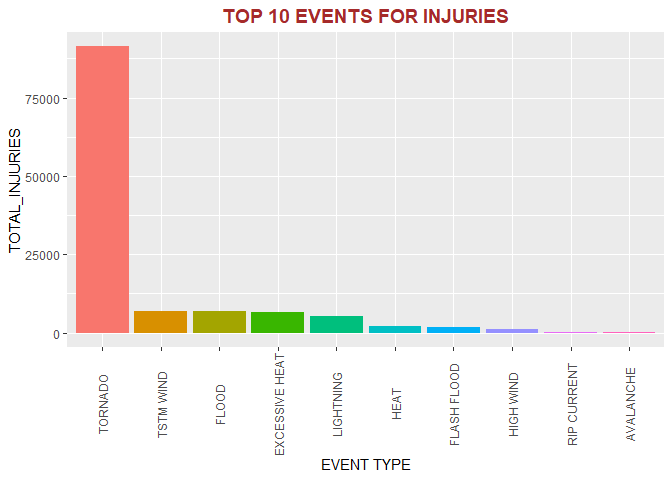 TOP 10 EVENTS FOR INJURIES
TOTAL_INJURIES
75000
50000
25000
0
TORNADO
TSTM WIND
FLOOD
EXCESSIVE HEAT
LIGHTNING
HEAT
FLASH FLOOD
HIGH WIND
RIP CURRENT
AVALANCHE
EVENT TYPE